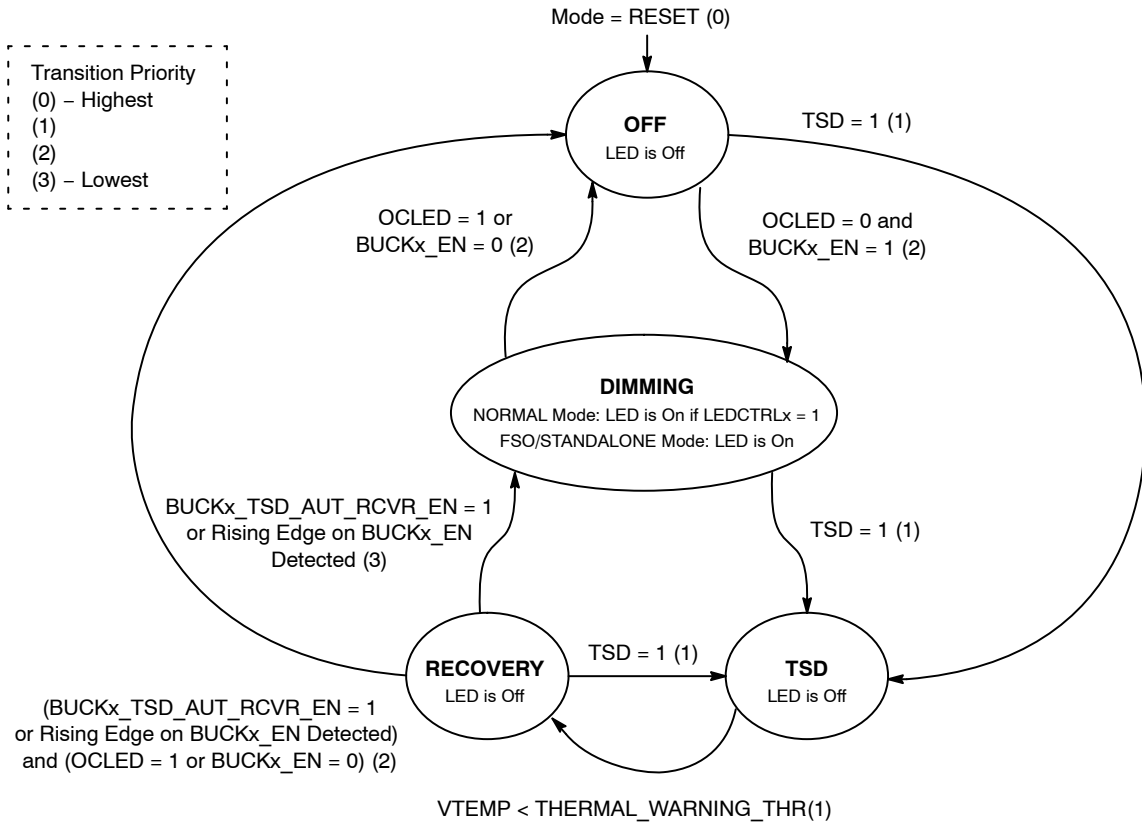 Mode = RESET (0)
Transition Priority
(0) – Highest
(1)
(2)
(3) – Lowest
OFF
LED is Off
TSD = 1 (1)
OCLED = 1 or
BUCKx_EN = 0 (2)
OCLED = 0 and
BUCKx_EN = 1 (2)
DIMMING
NORMAL Mode: LED is On if LEDCTRLx = 1
FSO/STANDALONE Mode: LED is On
BUCKx_TSD_AUT_RCVR_EN = 1
or Rising Edge on BUCKx_EN
Detected (3)
TSD = 1 (1)
RECOVERY
LED is Off
TSD = 1 (1)
TSD
LED is Off
(BUCKx_TSD_AUT_RCVR_EN = 1
or Rising Edge on BUCKx_EN Detected)
and (OCLED = 1 or BUCKx_EN = 0) (2)
VTEMP < THERMAL_WARNING_THR(1)